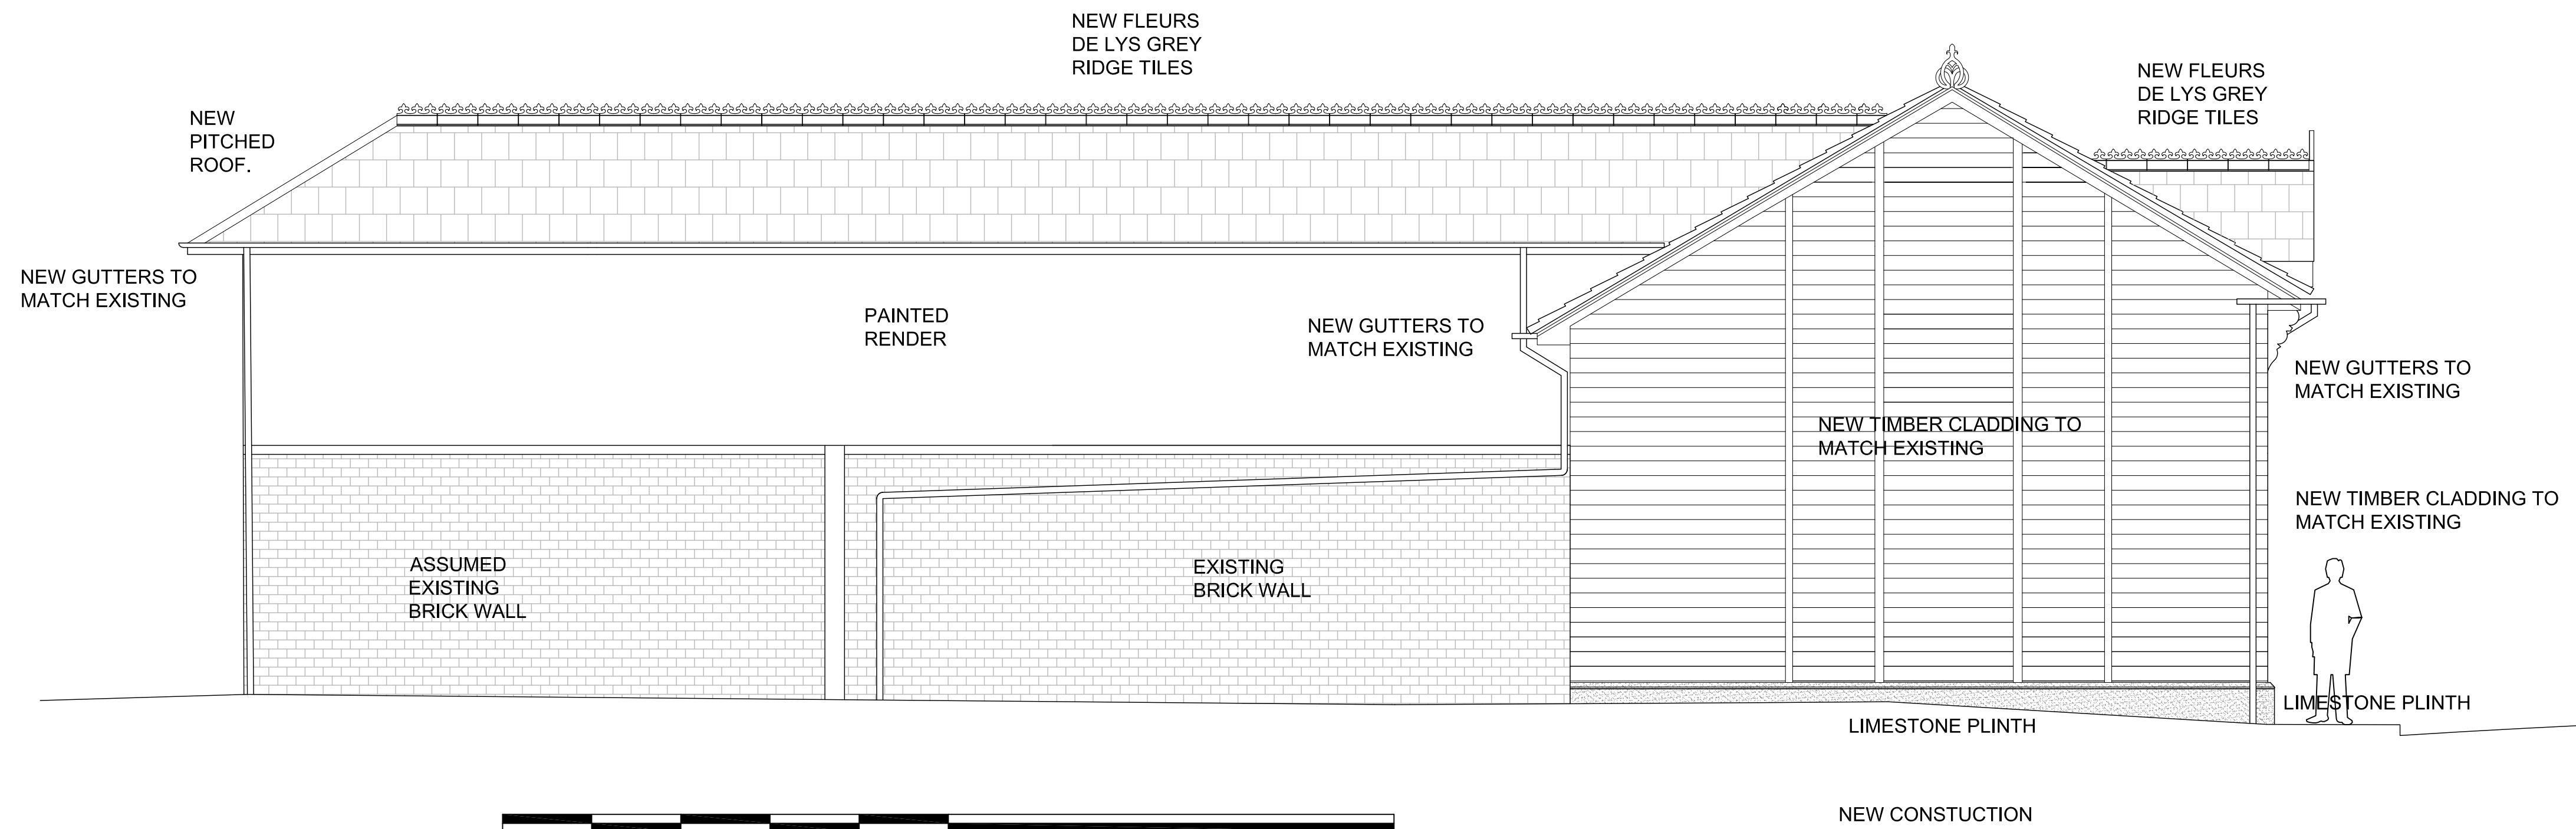 NEW FLEURS
DE LYS GREY
RIDGE TILES
NEW FLEURS
DE LYS GREY
RIDGE TILES
NEW
PITCHED
ROOF.
NEW GUTTERS TO
MATCH EXISTING
PAINTED
RENDER
NEW GUTTERS TO
MATCH EXISTING
NEW GUTTERS TO
MATCH EXISTING
NEW TIMBER CLADDING TO
MATCH EXISTING
NEW TIMBER CLADDING TO
MATCH EXISTING
ASSUMED
EXISTING
BRICK WALL
EXISTING
BRICK WALL
LIMESTONE PLINTH
LIMESTONE PLINTH
NEW CONSTUCTION